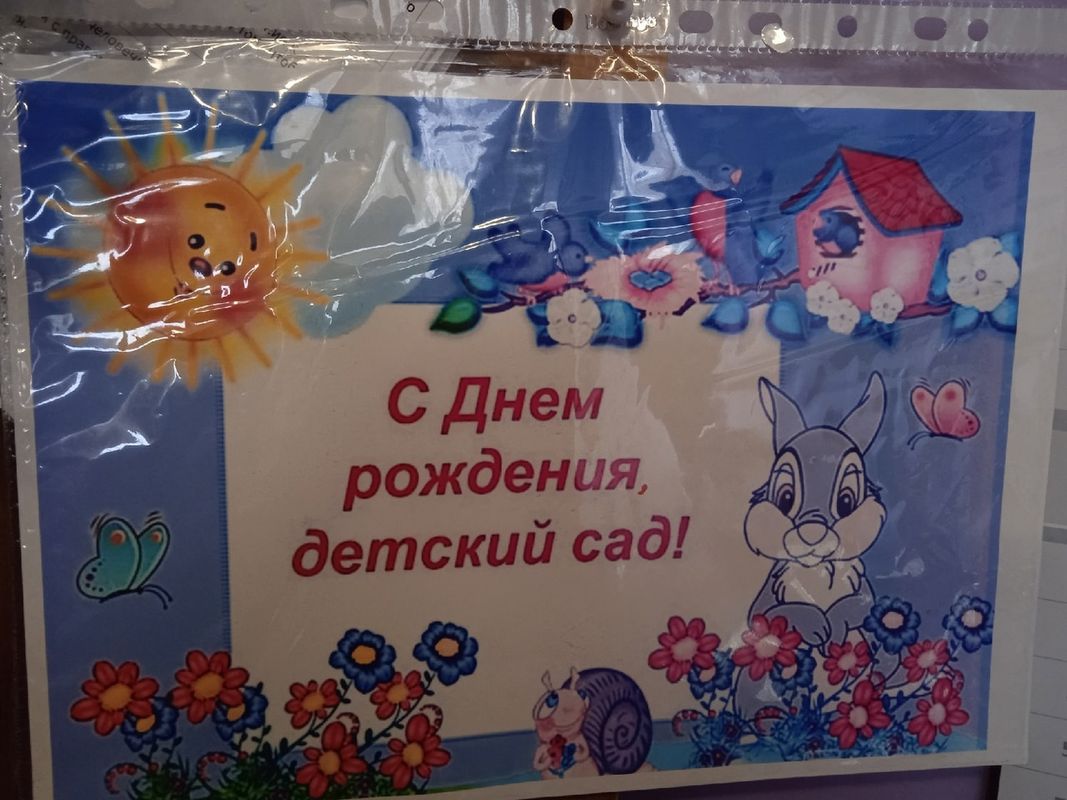 С Днем
рождения,
детский сад!